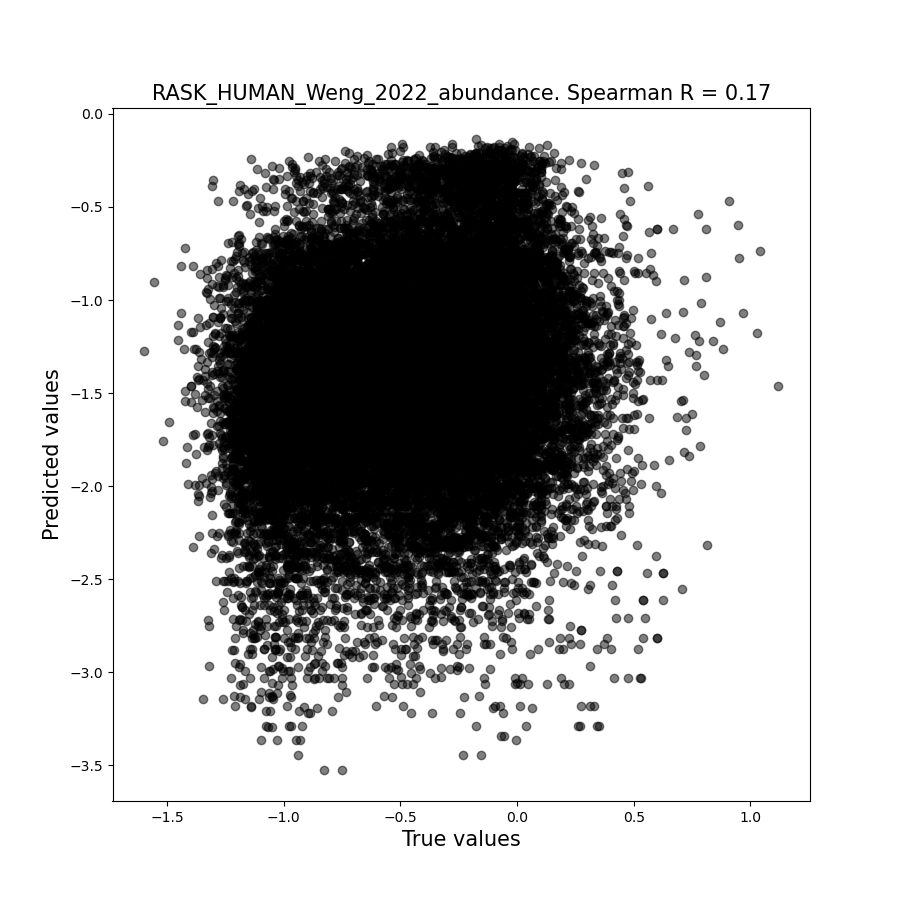 RASK_HUMAN_Weng_2022_abundance. Spearman R = 0.17
0.0
−0.5
−1.0
−1.5
−2.0
−2.5
−3.0
−3.5
Predicted values
−1.5 −1.0 −0.5 0.0 0.5 1.0
True values